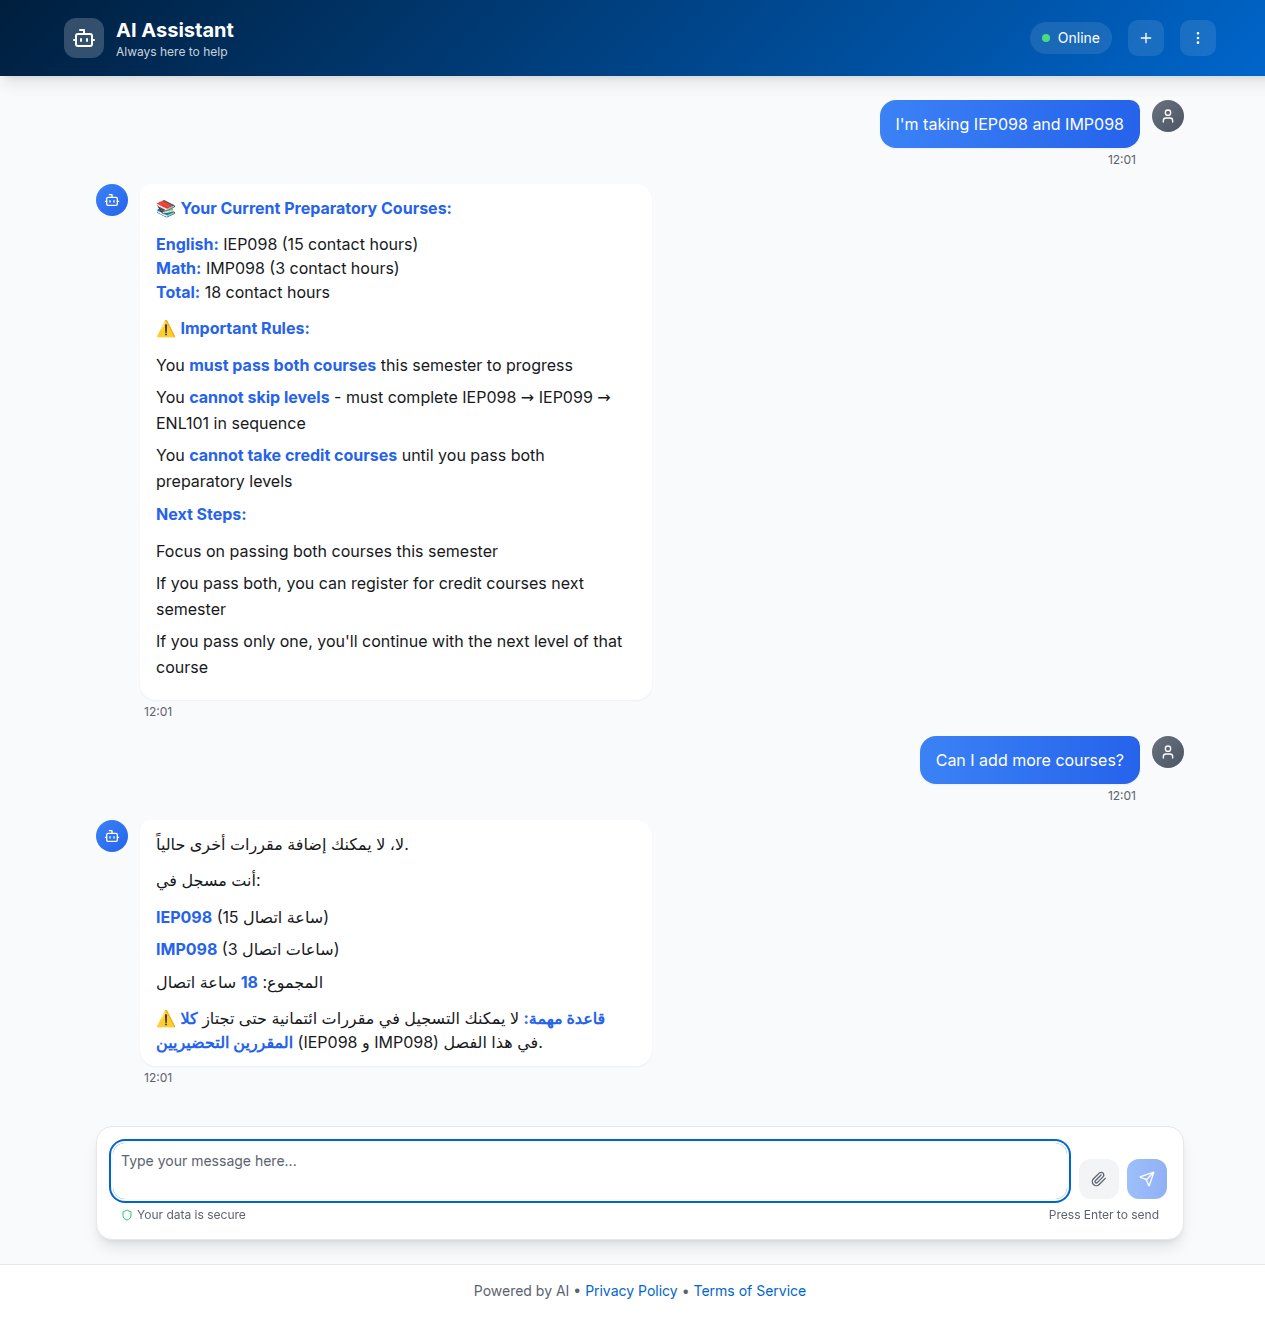 AI Assistant
Always here to help
Online
I'm taking IEP098 and IMP098
12:01
📚 Your Current Preparatory Courses:
English: IEP098 (15 contact hours)
Math: IMP098 (3 contact hours)
Total: 18 contact hours
⚠️ Important Rules:
You must pass both courses this semester to progress
You cannot skip levels - must complete IEP098 → IEP099 →
ENL101 in sequence
You cannot take credit courses until you pass both
preparatory levels
Next Steps:
Focus on passing both courses this semester
If you pass both, you can register for credit courses next
semester
If you pass only one, you'll continue with the next level of that
course
12:01
Can I add more courses?
12:01
لا، لا يمكنك إضافة مقررات أخرى حالياً.
أنت مسجل في:
IEP098 (15 ساعة اتصال)
IMP098 (3 ساعات اتصال)
المجموع: 18 ساعة اتصال
⚠️ قاعدة مهمة: لا يمكنك التسجيل في مقررات ائتمانية حتى تجتاز كلا
المقررين التحضيريين (IEP098 و IMP098) في هذا الفصل.
12:01
Type your message here...
Your data is secure
Press Enter to send
Powered by AI • Privacy Policy • Terms of Service